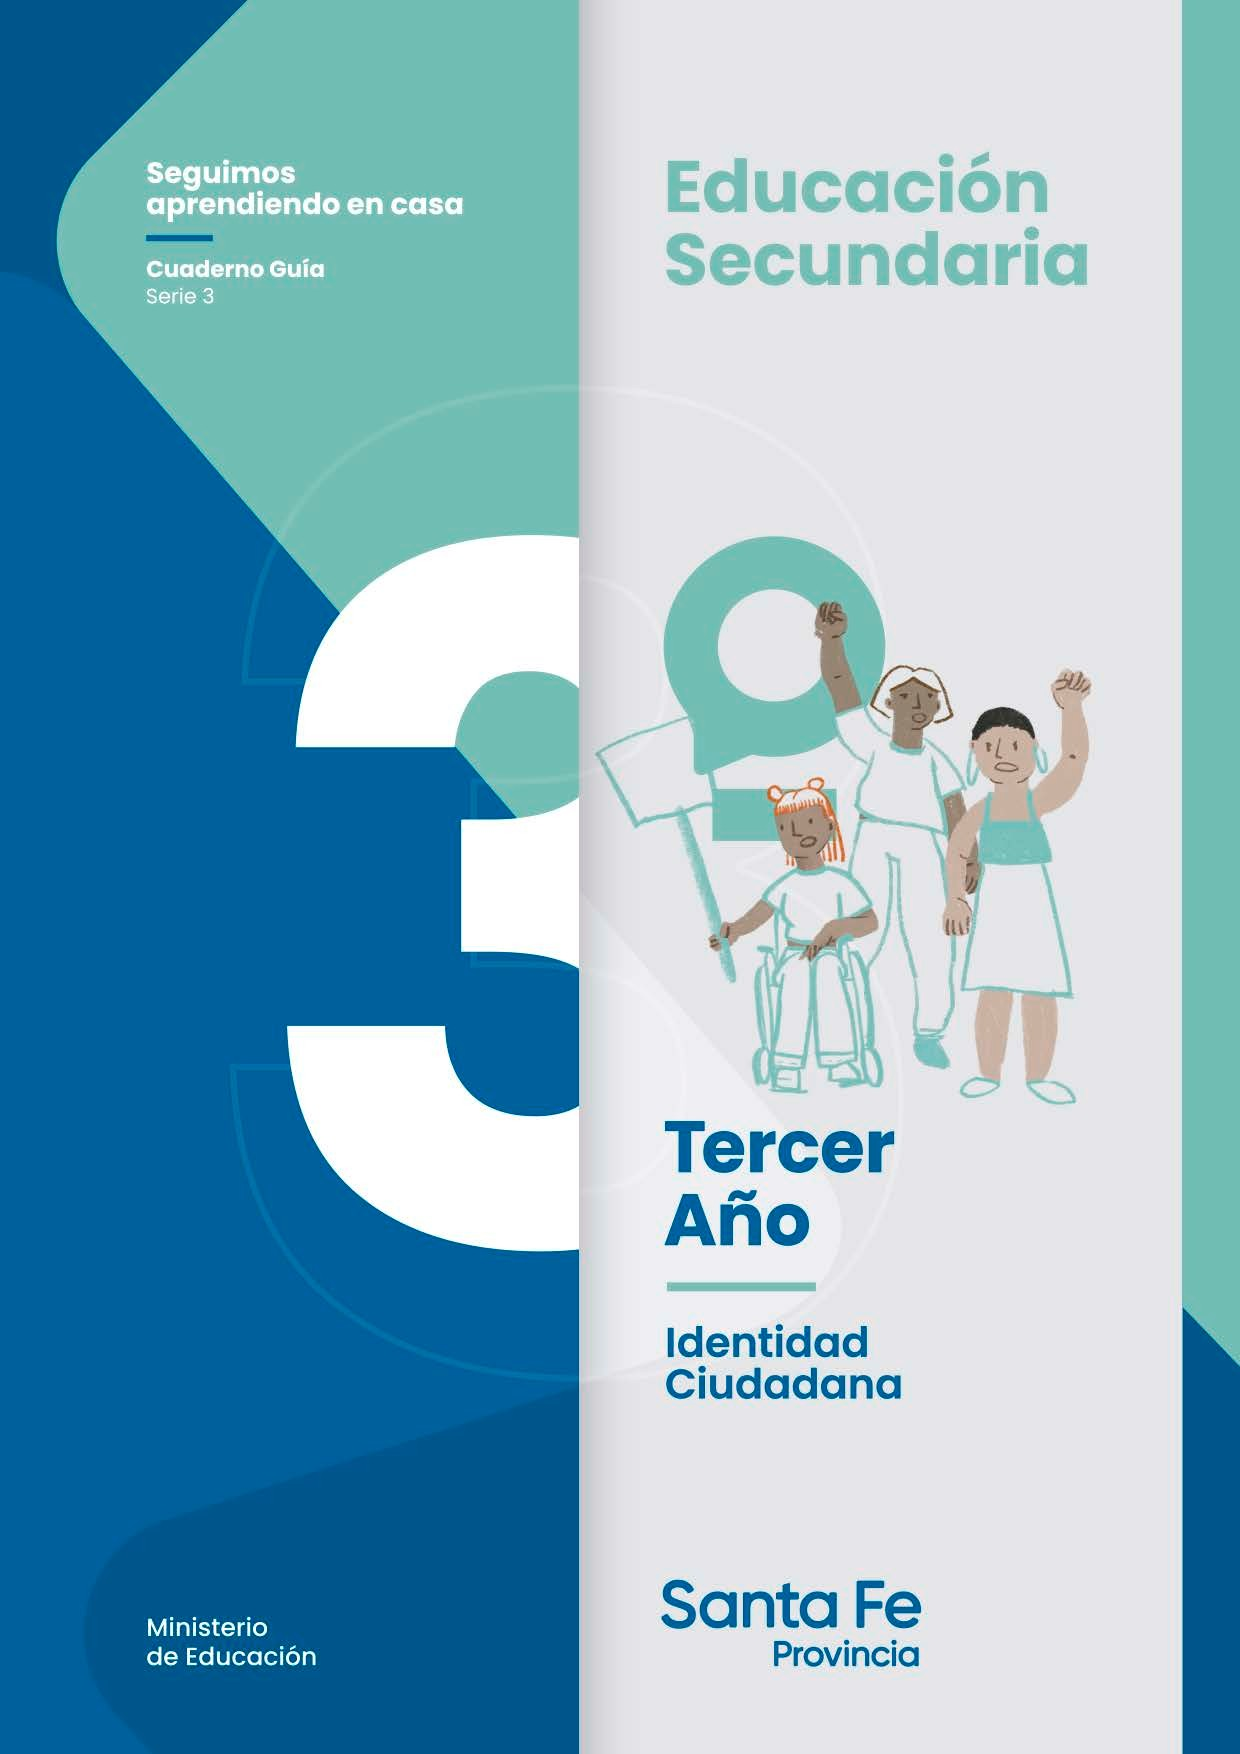 Seguimos
aprendiendo en casa
Cuaderno Guía
Serie 3
Educación
Secundaria
3
Tercer
Año
Identidad
Ciudadana
Ministerio
de Educación
Santa Fe
Provincia